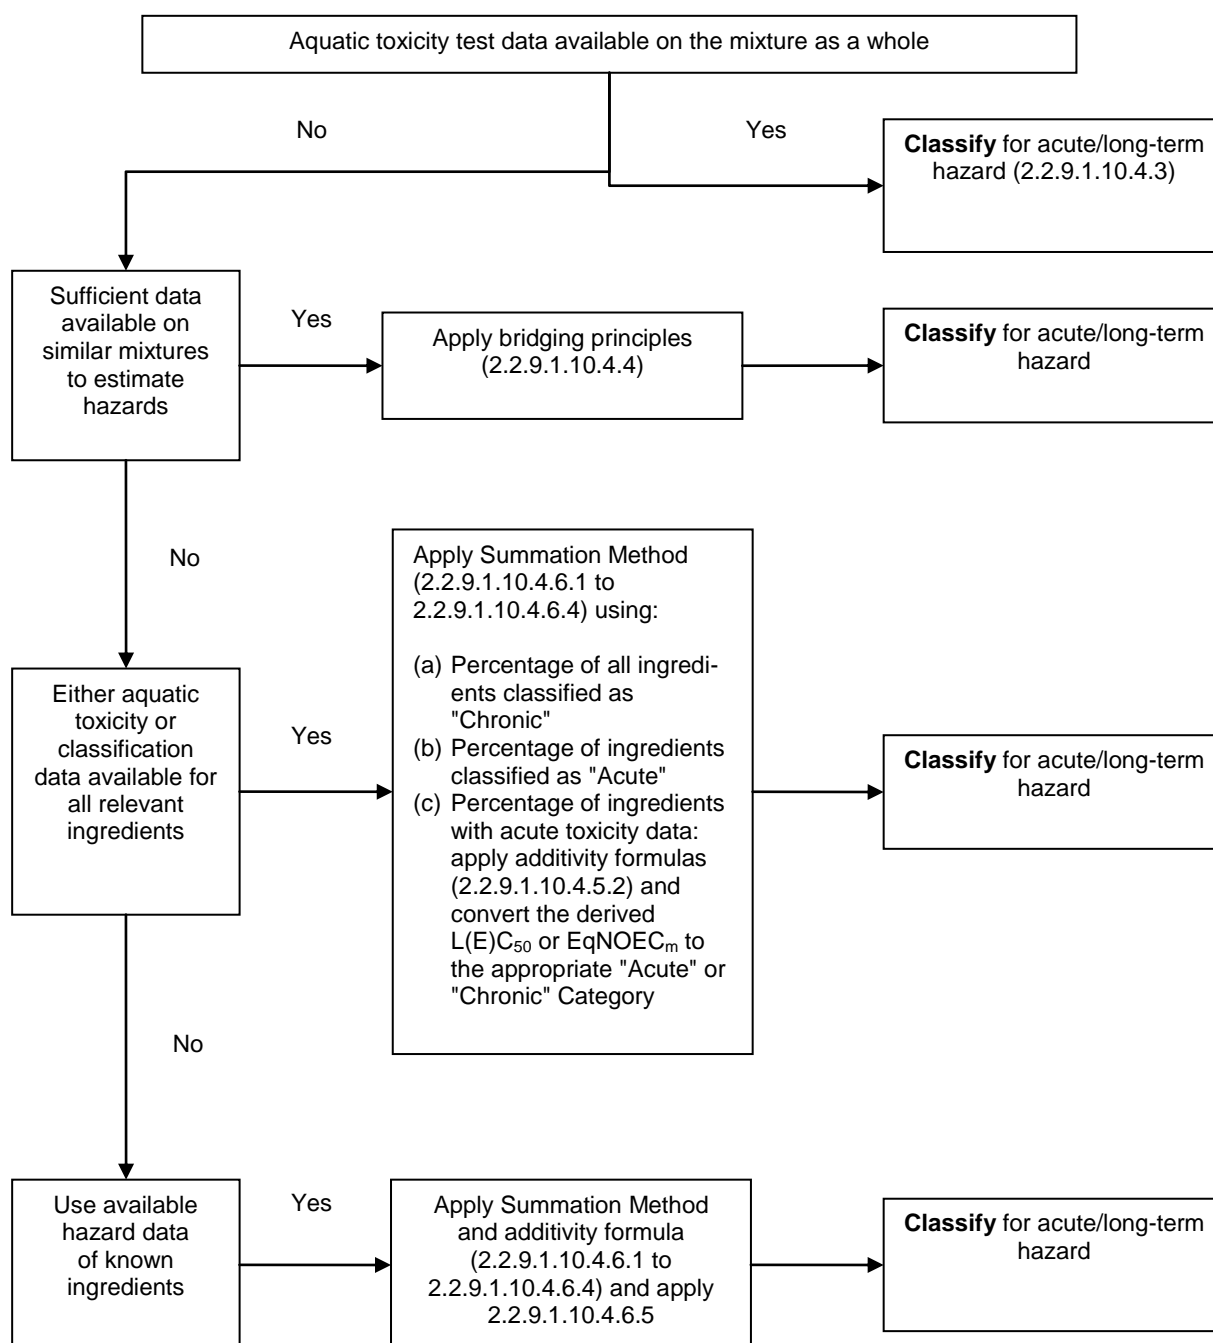 Aquatic toxicity test data available on the mixture as a whole
No
Yes
Classify for acute/long-term
hazard (2.2.9.1.10.4.3)
Sufficient data
available on
similar mixtures
to estimate
hazards
Yes
Apply bridging principles
(2.2.9.1.10.4.4)
Classify for acute/long-term
hazard
No
Either aquatic
toxicity or
classification
data available for
all relevant
ingredients
Yes
Apply Summation Method
(2.2.9.1.10.4.6.1 to
2.2.9.1.10.4.6.4) using:
(a) Percentage of all ingredi-
ents classified as
"Chronic"
(b) Percentage of ingredients
classified as "Acute"
(c) Percentage of ingredients
with acute toxicity data:
apply additivity formulas
(2.2.9.1.10.4.5.2) and
convert the derived
L(E)C₅₀ or EqNOECₘ to
the appropriate "Acute" or
"Chronic" Category
Classify for acute/long-term
hazard
No
Use available
hazard data
of known
ingredients
Yes
Apply Summation Method
and additivity formula
(2.2.9.1.10.4.6.1 to
2.2.9.1.10.4.6.4) and apply
2.2.9.1.10.4.6.5
Classify for acute/long-term
hazard